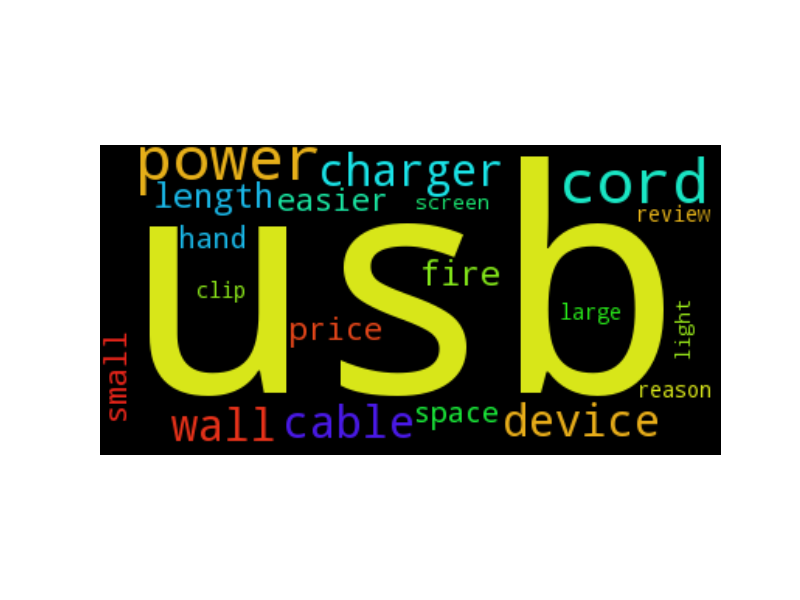 power
charger
cord
length
easier
screen
review
hand
usb
fire
clip
large
price
light
small
reason
wall
cable
space
device